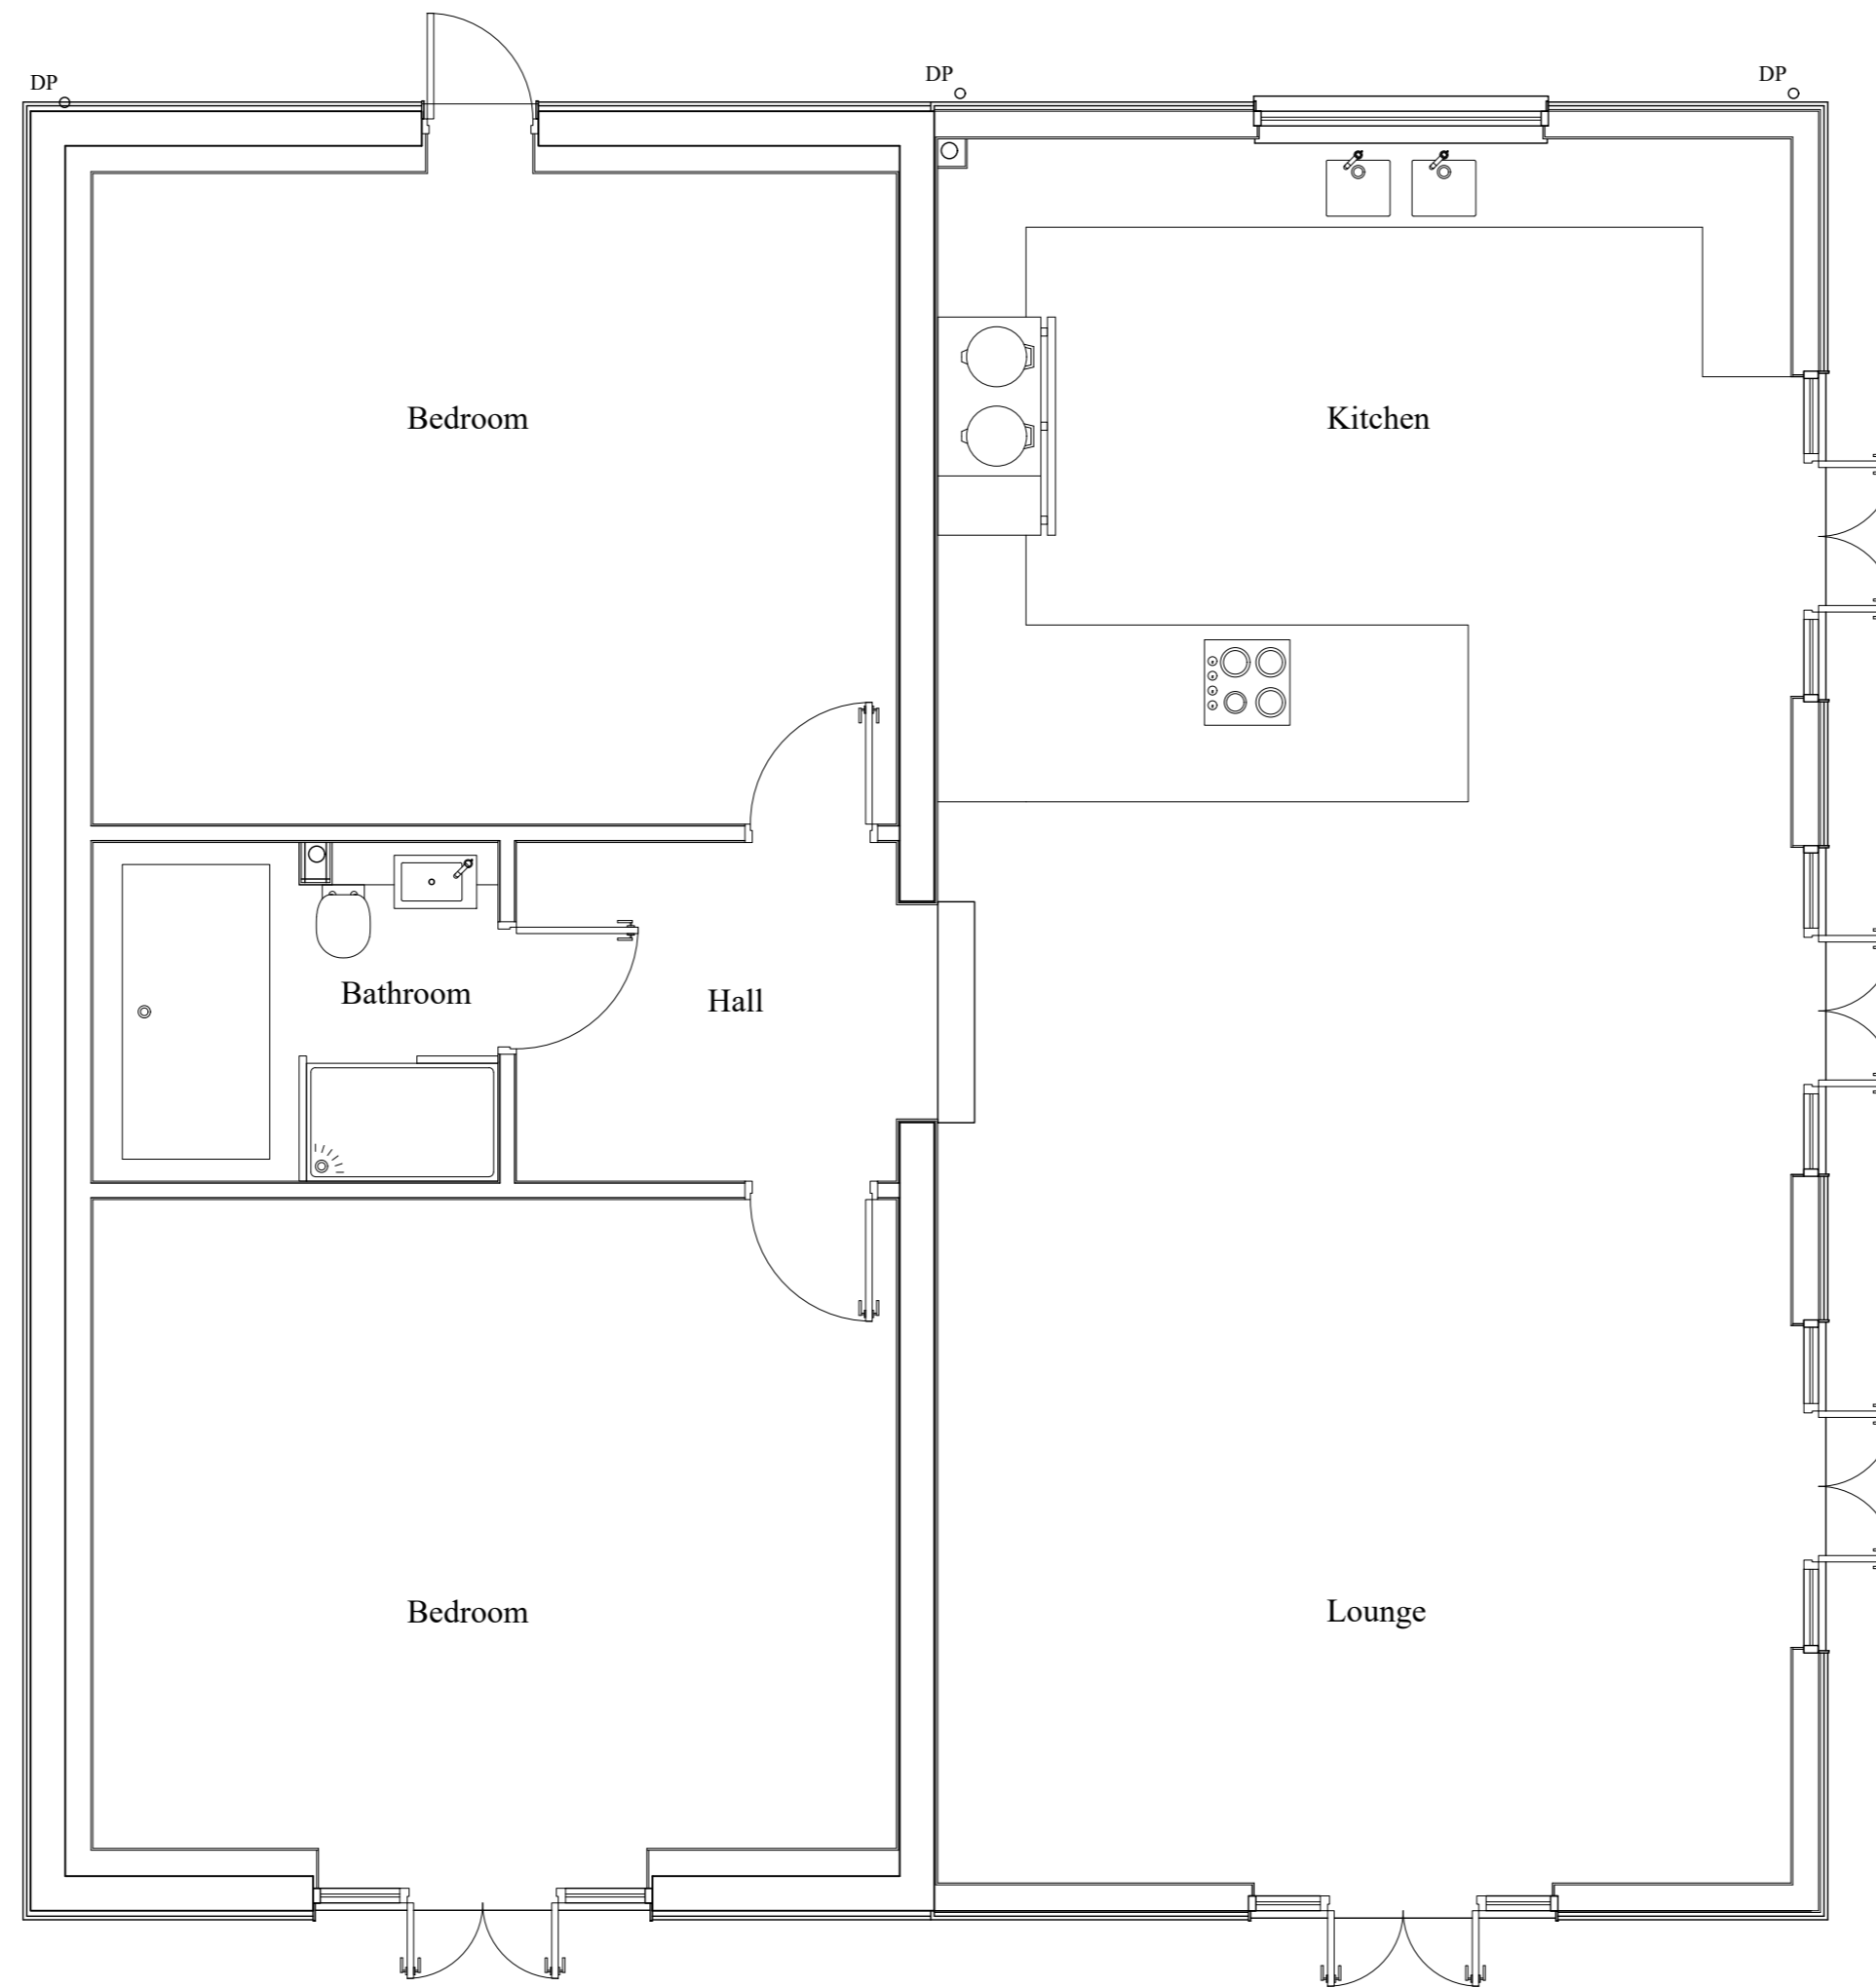 DP
DP
DP
Bedroom
Kitchen
Bathroom
Hall
Bedroom
Lounge